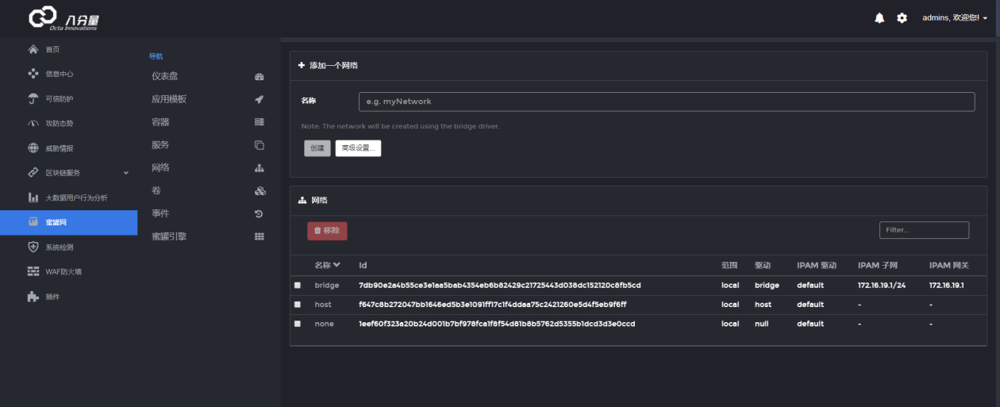 八分量
Octa Innovations
admins, 欢迎您!
首页
信息中心
可信防护
攻防态势
威胁情报
区块链服务
大数据用户行为分析
蜜罐网
系统检测
WAF防火墙
插件
导航
仪表盘
应用模板
容器
服务
网络
卷
事件
蜜罐引擎
添加一个网络
名称 e.g. myNetwork
Note: The network will be created using the bridge driver.
创建 高级设置...
网络
移除 Filter...
名称 Id 范围 驱动 IPAM 驱动 IPAM 子网 IPAM 网关
bridge 7db90e2a4b55ce3e1aa5bab4354eb6b82429c21725443d038dc152120c8fb5cd local bridge default 172.16.19.1/24 172.16.19.1
host f647c8b272047bb1646ed5b3e1091ff17c1f4ddaa75c2421260e5d4f5eb9f6ff local host default - -
none 1eef60f323a20b24d001b7bf978fca1f8f54d81b8b5762d5355b1dcd3d3e0ccd local null default - -